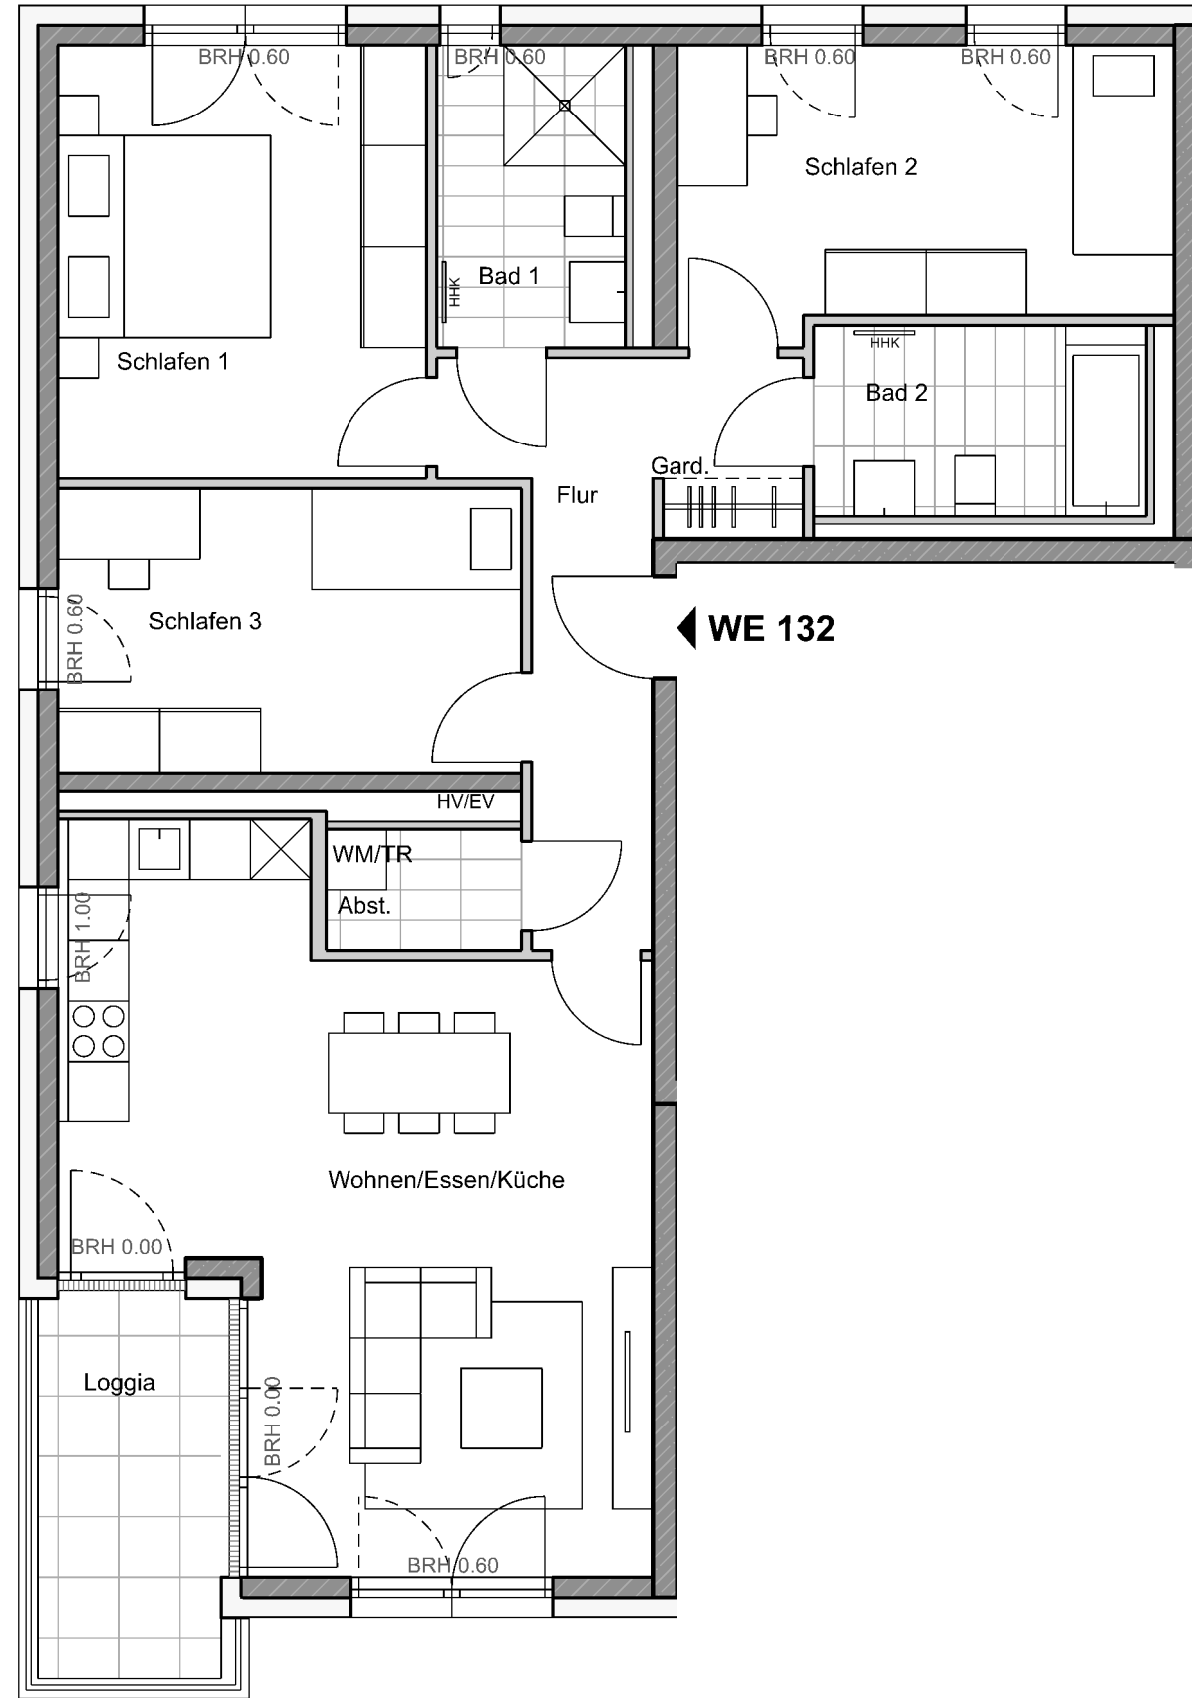 BRH 0.60
BRH 0.60
BRH 0.60
BRH 0.60
Schlafen 2
Bad 1
HHK
HHK
Schlafen 1
Bad 2
Gard.
Flur
BRH 0.60
Schlafen 3
WE 132
HV/EV
WM/TR
Abst.
BRH 1.00
Wohnen/Essen/Küche
BRH 0.00
Loggia
BRH 0.00
BRH 0.60